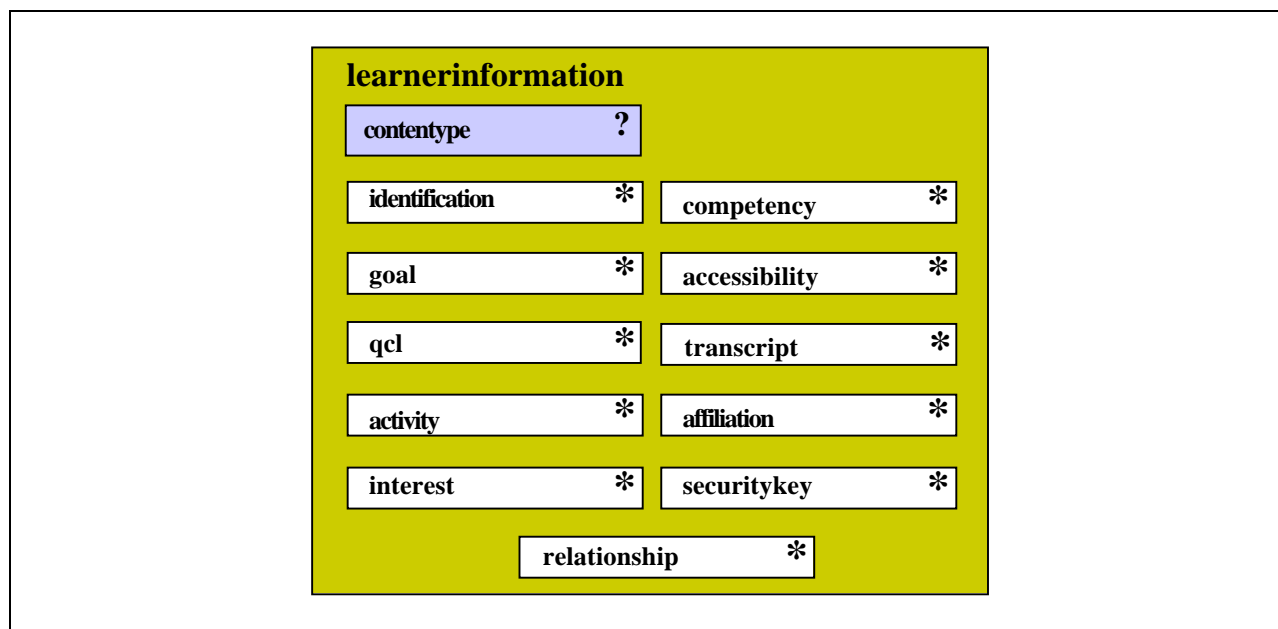 learnerinformation
contentype ?
identification *
competency *
goal *
accessibility *
qcl *
transcript *
activity *
affiliation *
interest *
securitykey *
relationship *